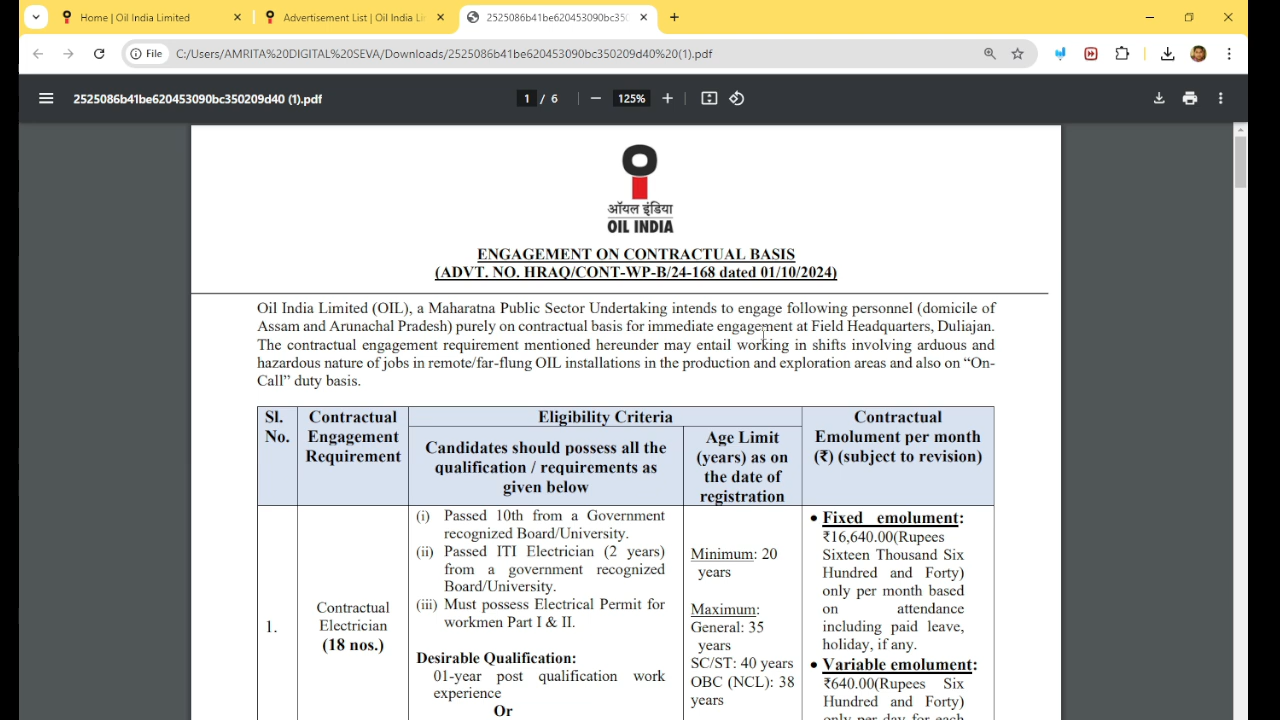 Home | Oil India Limited
Advertisement List | Oil India Li
2525086b41be620453090bc350
File
C:/Users/AMRITA%20DIGITAL%20SEVA/Downloads/2525086b41be620453090bc350209d40%20(1).pdf
2525086b41be620453090bc350209d40 (1).pdf
1 / 6
125%
ऑयल इंडिया
OIL INDIA
ENGAGEMENT ON CONTRACTUAL BASIS
(ADVT. NO. HRAQ/CONT-WP-B/24-168 dated 01/10/2024)
Oil India Limited (OIL), a Maharatna Public Sector Undertaking intends to engage following personnel (domicile of
Assam and Arunachal Pradesh) purely on contractual basis for immediate engagement at Field Headquarters, Duliajan.
The contractual engagement requirement mentioned hereunder may entail working in shifts involving arduous and
hazardous nature of jobs in remote/far-flung OIL installations in the production and exploration areas and also on “On-
Call” duty basis.
Sl.
No.
Contractual
Engagement
Requirement
Eligibility Criteria
Candidates should possess all the
qualification / requirements as
given below
Age Limit
(years) as on
the date of
registration
Contractual
Emolument per month
(₹) (subject to revision)
1.
Contractual
Electrician
(18 nos.)
(i) Passed 10th from a Government
recognized Board/University.
(ii) Passed ITI Electrician (2 years)
from a government recognized
Board/University.
(iii) Must possess Electrical Permit for
workmen Part I & II.
Desirable Qualification:
01-year post qualification work
experience
Or
Minimum: 20
years
Maximum:
General: 35
years
SC/ST: 40 years
OBC (NCL): 38
years
• Fixed emolument:
₹16,640.00(Rupees
Sixteen Thousand Six
Hundred and Forty)
only per month based
on attendance
including paid leave,
holiday, if any.
• Variable emolument:
₹640.00(Rupees Six
Hundred and Forty)
only per day for each